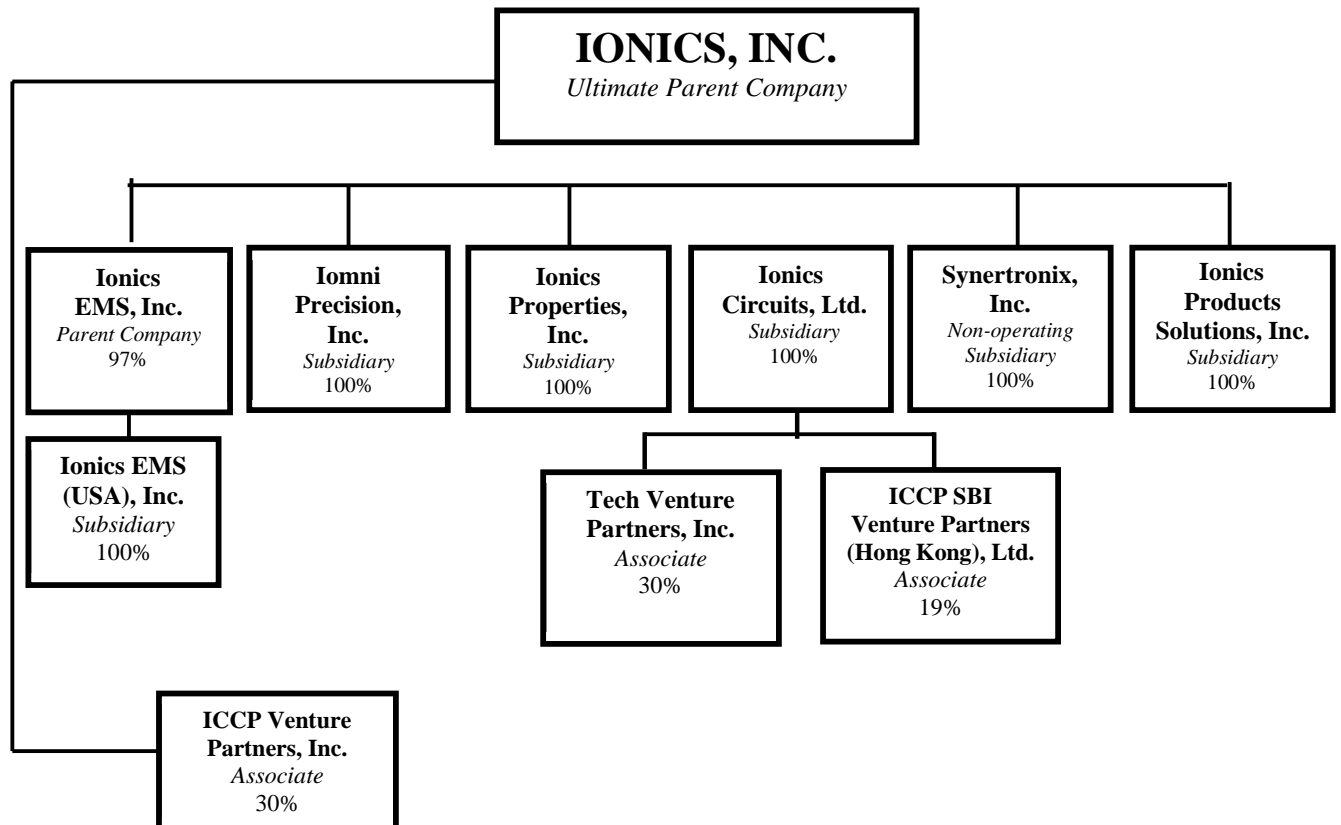 IONICS, INC.
Ultimate Parent Company
Ionics
EMS, Inc.
Parent Company
97%
Iomni
Precision,
Inc.
Subsidiary
100%
Ionics
Properties,
Inc.
Subsidiary
100%
Ionics
Circuits, Ltd.
Subsidiary
100%
Synertronix,
Inc.
Non-operating
Subsidiary
100%
Ionics
Products
Solutions, Inc.
Subsidiary
100%
Ionics EMS
(USA), Inc.
Subsidiary
100%
Tech Venture
Partners, Inc.
Associate
30%
ICCP SBI
Venture Partners
(Hong Kong), Ltd.
Associate
19%
ICCP Venture
Partners, Inc.
Associate
30%